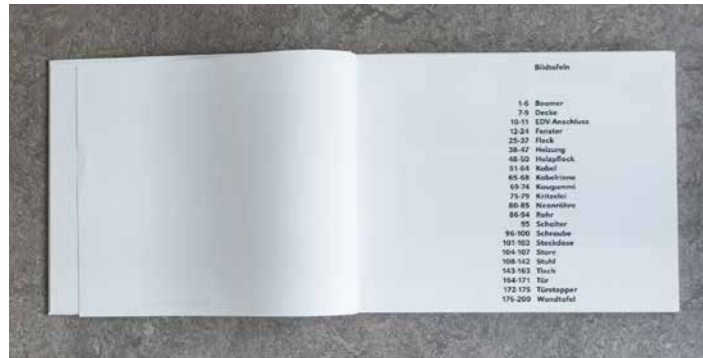 Bildtafeln
1-6 Beamer
7-9 Decke
10-11 EDV-Anschluss
12-24 Fenster
25-37 Fleck
38-47 Heizung
48-50 Holzpflock
51-64 Kabel
65-68 Kabelrinne
69-74 Kaugummi
75-79 Kritzelei
80-85 Neonröhre
86-94 Rohr
95 Schalter
96-100 Schraube
101-103 Steckdose
104-107 Storr
108-142 Stuhl
143-163 Tisch
164-171 Tür
172-175 Türstopper
176-200 Wandtafel